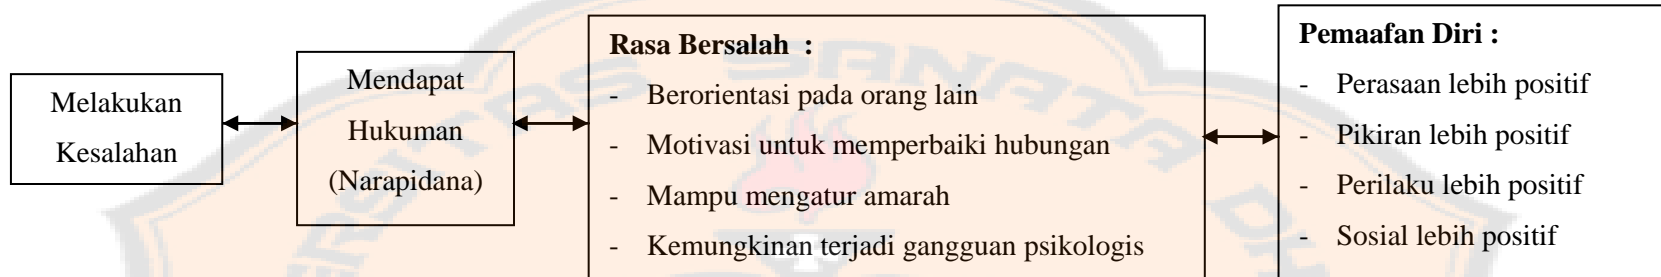 Melakukan
Kesalahan
Mendapat
Hukuman
(Narapidana)
Rasa Bersalah  :
- Berorientasi pada orang lain
- Motivasi untuk memperbaiki hubungan
- Mampu mengatur amarah
- Kemungkinan terjadi gangguan psikologis
Pemaafan Diri :
- Perasaan lebih positif
- Pikiran lebih positif
- Perilaku lebih positif
- Sosial lebih positif
SANATA